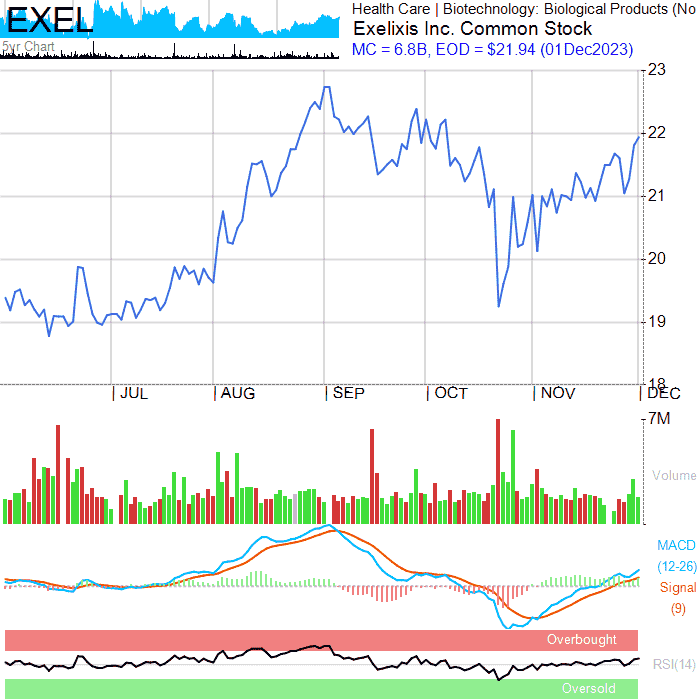 EXEL
5yr Chart
Health Care | Biotechnology: Biological Products (No
Exelixis Inc. Common Stock
MC = 6.8B, EOD = $21.94 (01Dec2023)
23
22
21
20
19
18
JUL AUG SEP OCT NOV DEC
7M
Volume
MACD
(12-26)
Signal
(9)
Overbought
RSI(14)
Oversold